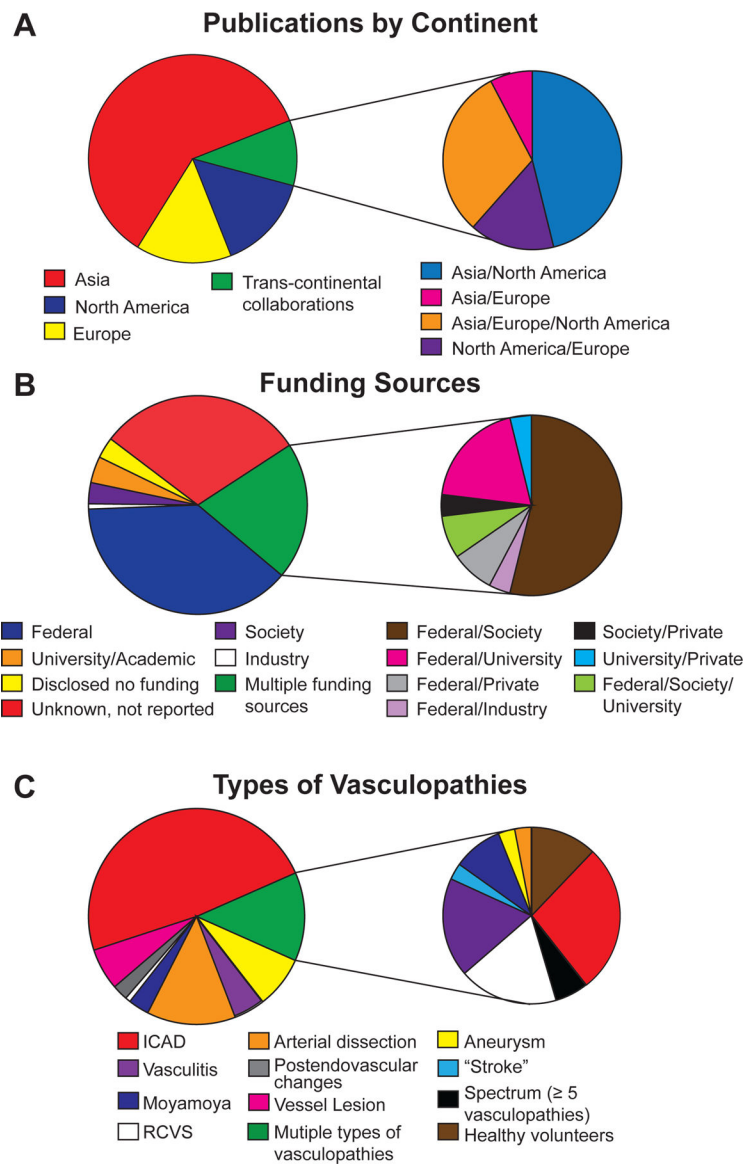 A
Publications by Continent
Asia
North America
Europe
Trans-continental
collaborations
Asia/North America
Asia/Europe
Asia/Europe/North America
North America/Europe
B
Funding Sources
Federal
University/Academic
Disclosed no funding
Unknown, not reported
Society
Industry
Multiple funding
sources
Federal/Society
Federal/University
Federal/Private
Federal/Industry
Society/Private
University/Private
Federal/Society/
University
C
Types of Vasculopathies
ICAD
Vasculitis
Moyamoya
RCVS
Arterial dissection
Postendovascular
changes
Vessel Lesion
Mutiple types of
vasculopathies
Aneurysm
“Stroke”
Spectrum (≥ 5
vasculopathies)
Healthy volunteers